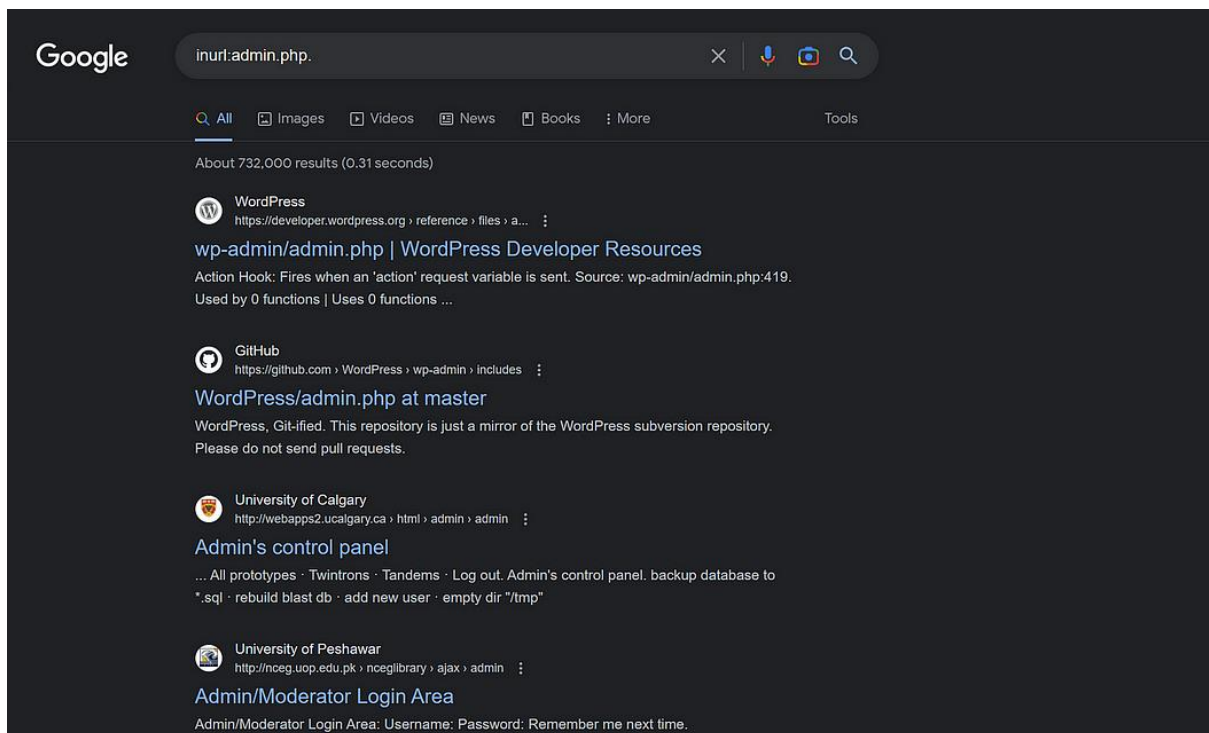 Google
inurl:admin.php.
All Images Videos News Books More Tools
About 732,000 results (0.31 seconds)
WordPress
https://developer.wordpress.org › reference › files › a...
wp-admin/admin.php | WordPress Developer Resources
Action Hook: Fires when an 'action' request variable is sent. Source: wp-admin/admin.php:419.
Used by 0 functions | Uses 0 functions ...
GitHub
https://github.com › WordPress › wp-admin › includes
WordPress/admin.php at master
WordPress, Git-ified. This repository is just a mirror of the WordPress subversion repository.
Please do not send pull requests.
University of Calgary
http://webapps2.ucalgary.ca › html › admin › admin
Admin's control panel
... All prototypes · Twintrons · Tandems · Log out. Admin's control panel. backup database to
*.sql · rebuild blast db · add new user · empty dir "/tmp"
University of Peshawar
http://nceg.uop.edu.pk › nceglibrary › ajax › admin
Admin/Moderator Login Area
Admin/Moderator Login Area: Username: Password: Remember me next time.